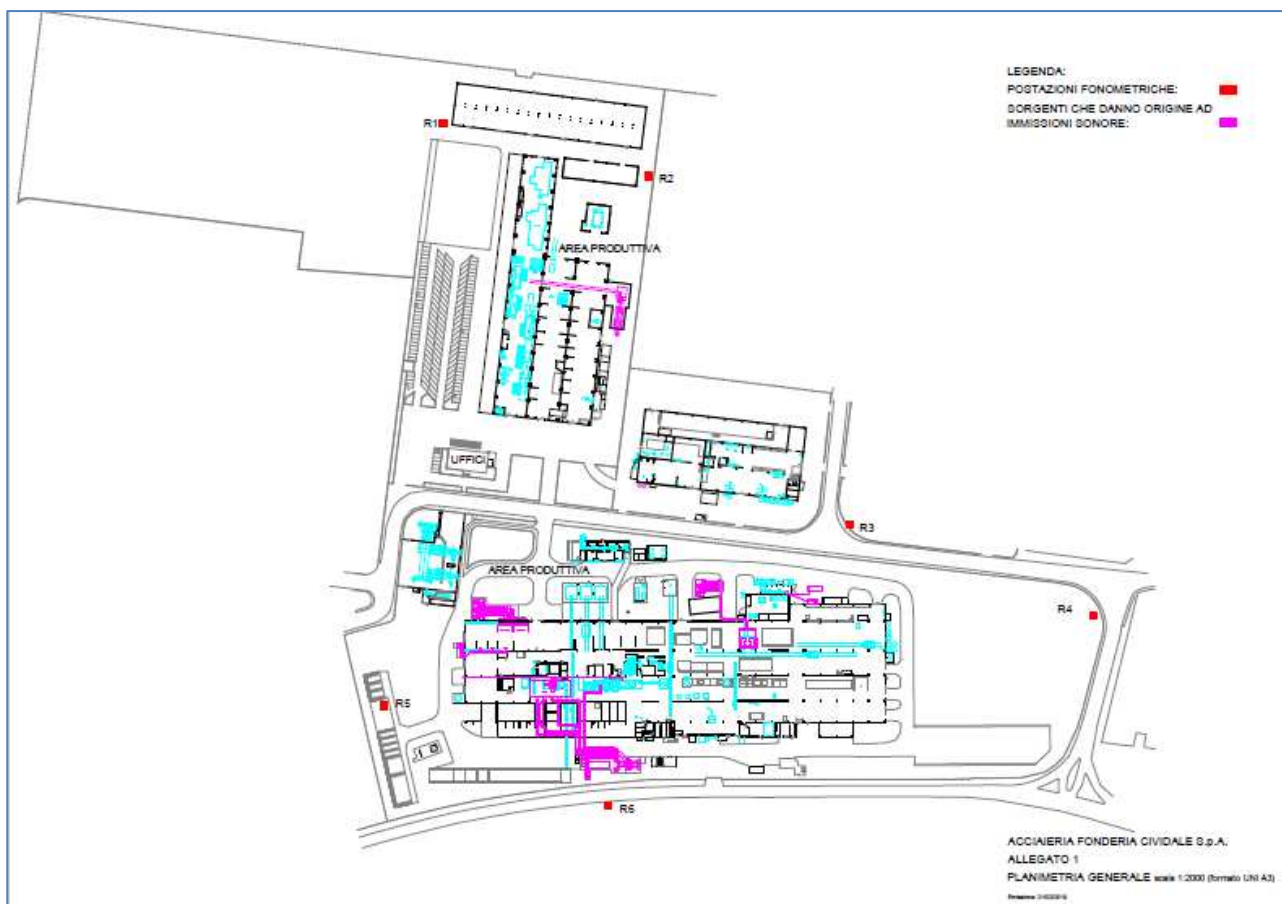 LEGENDA:
POSTAZIONI FONOMETRICHE:
SORGENTI CHE DANNO ORIGINE AD
IMMISSIONI SONORE:
R1
R2
AREA PRODUTTIVA
UFFICI
R3
AREA PRODUTTIVA
R4
R5
R6
ACCIAIERIA FONDERIA CIVIDALE S.p.A.
ALLEGATO 1
PLANIMETRIA GENERALE scala 1:2000 (formato UNI A3)